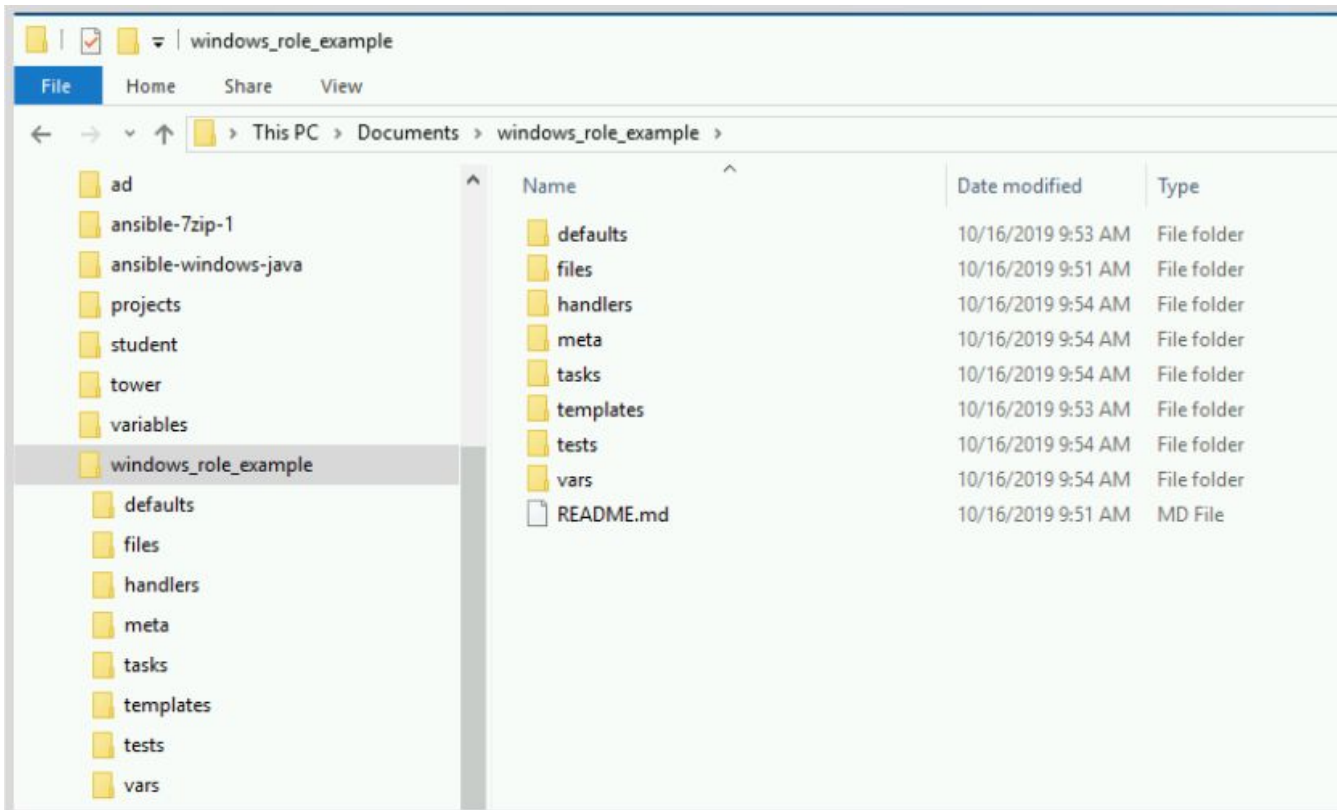 windows_role_example
File Home Share View
This PC > Documents > windows_role_example >
ad
ansible-7zip-1
ansible-windows-java
projects
student
tower
variables
windows_role_example
defaults
files
handlers
meta
tasks
templates
tests
vars
Name Date modified Type
defaults 10/16/2019 9:53 AM File folder
files 10/16/2019 9:51 AM File folder
handlers 10/16/2019 9:54 AM File folder
meta 10/16/2019 9:54 AM File folder
tasks 10/16/2019 9:54 AM File folder
templates 10/16/2019 9:53 AM File folder
tests 10/16/2019 9:54 AM File folder
vars 10/16/2019 9:54 AM File folder
README.md 10/16/2019 9:51 AM MD File